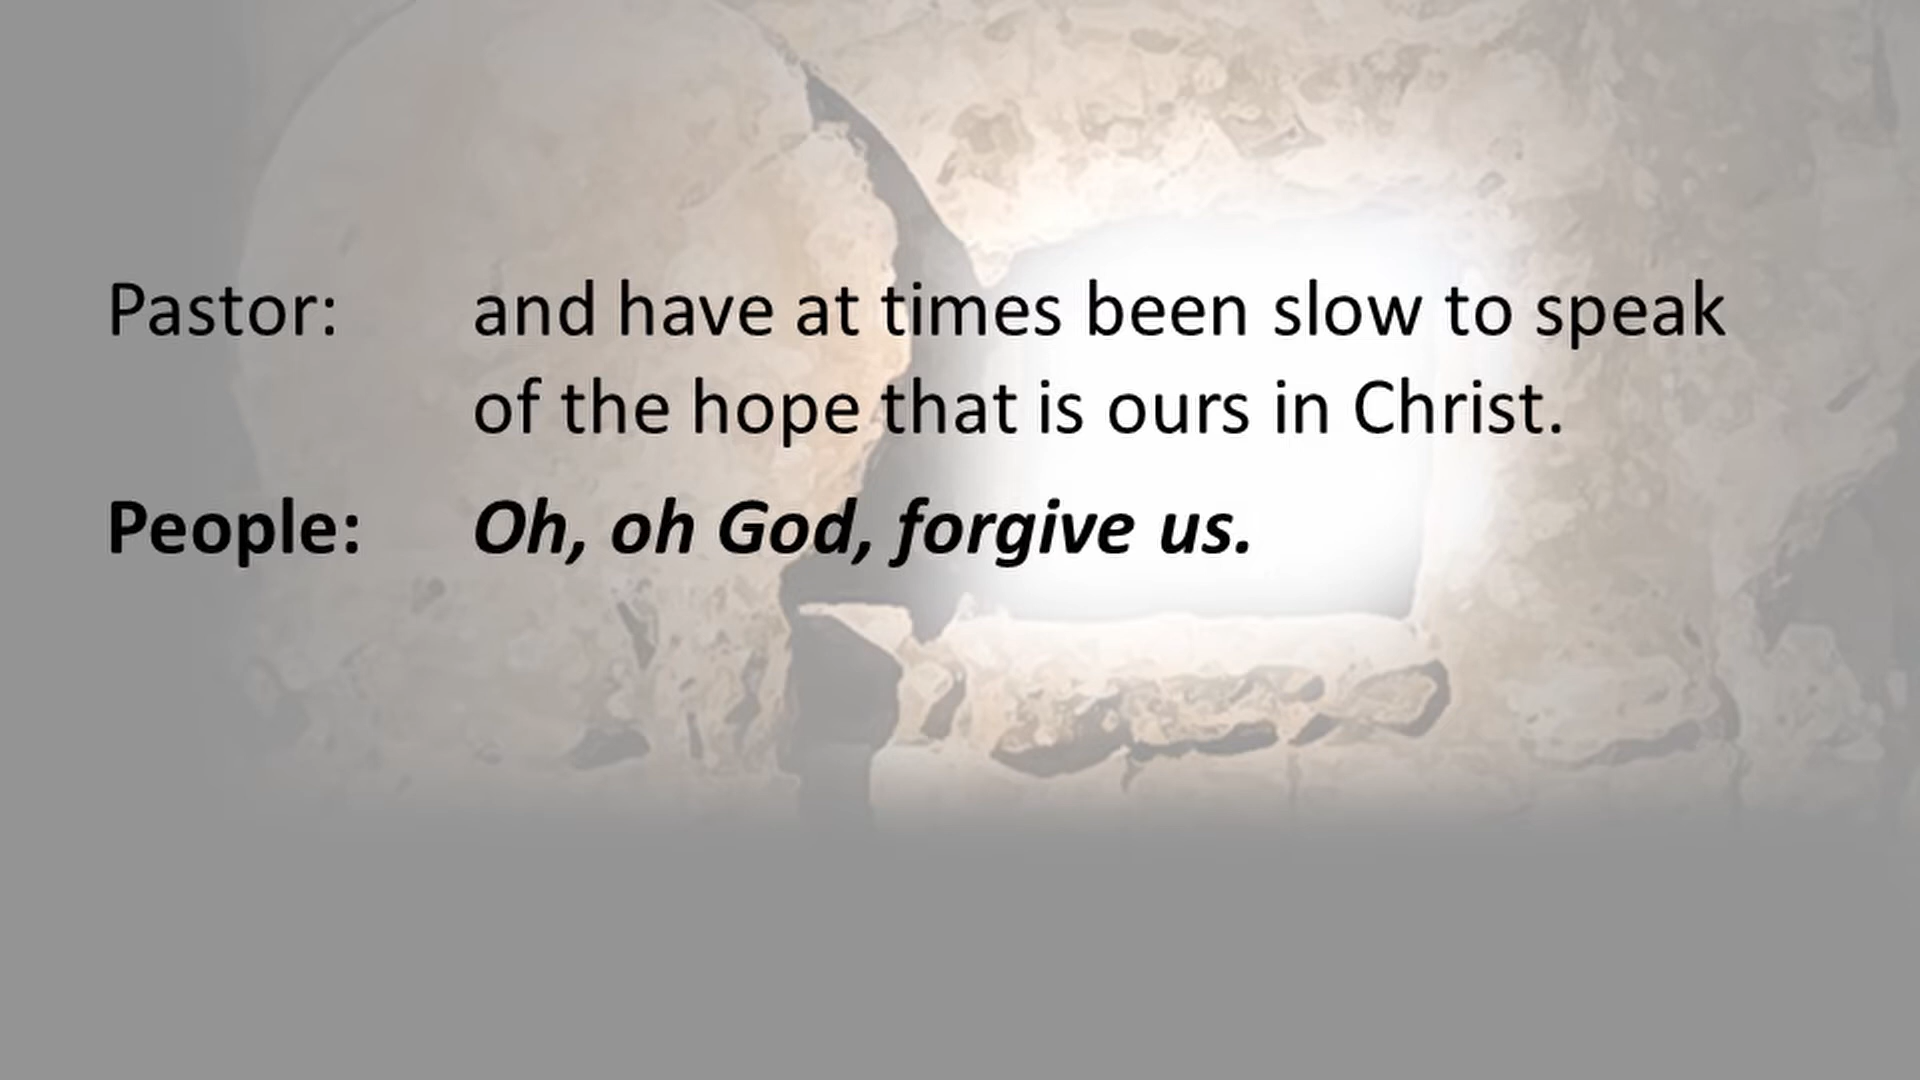 Pastor: and have at times been slow to speak
of the hope that is ours in Christ.
People: Oh, oh God, forgive us.